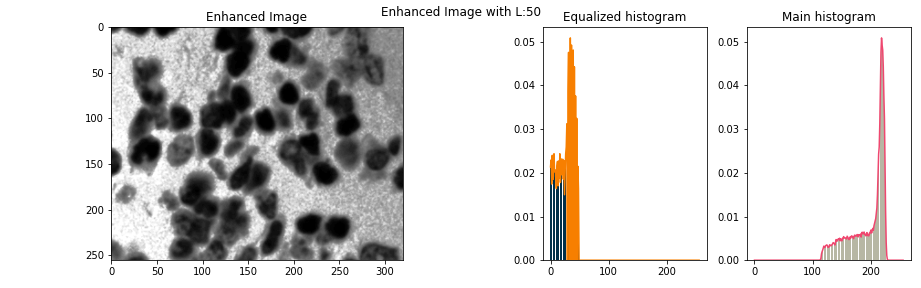 Enhanced Image with L:50
Enhanced Image
0
50
100
150
200
250
0 50 100 150 200 250 300
Equalized histogram
0.05
0.04
0.03
0.02
0.01
0.00
0 100 200
Main histogram
0.05
0.04
0.03
0.02
0.01
0.00
0 100 200